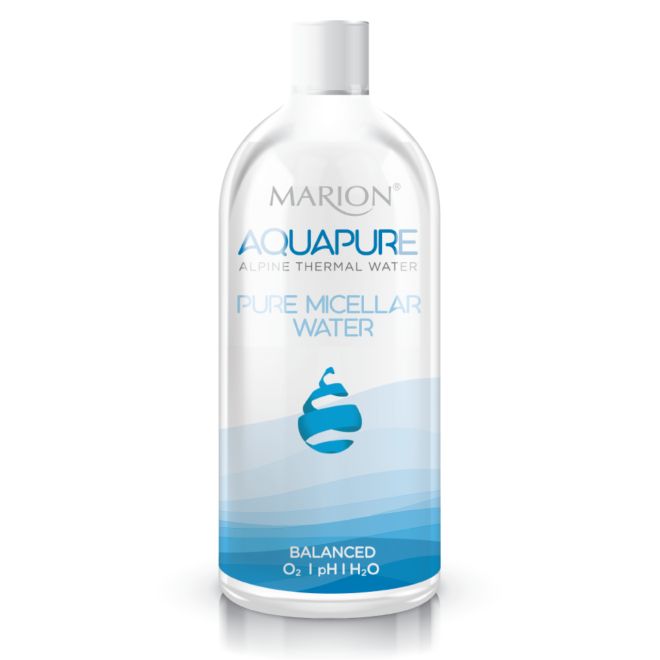 MARION®
AQUAPURE
ALPINE THERMAL WATER
PURE MICELLAR
WATER
BALANCED
O₂ I pH I H₂O